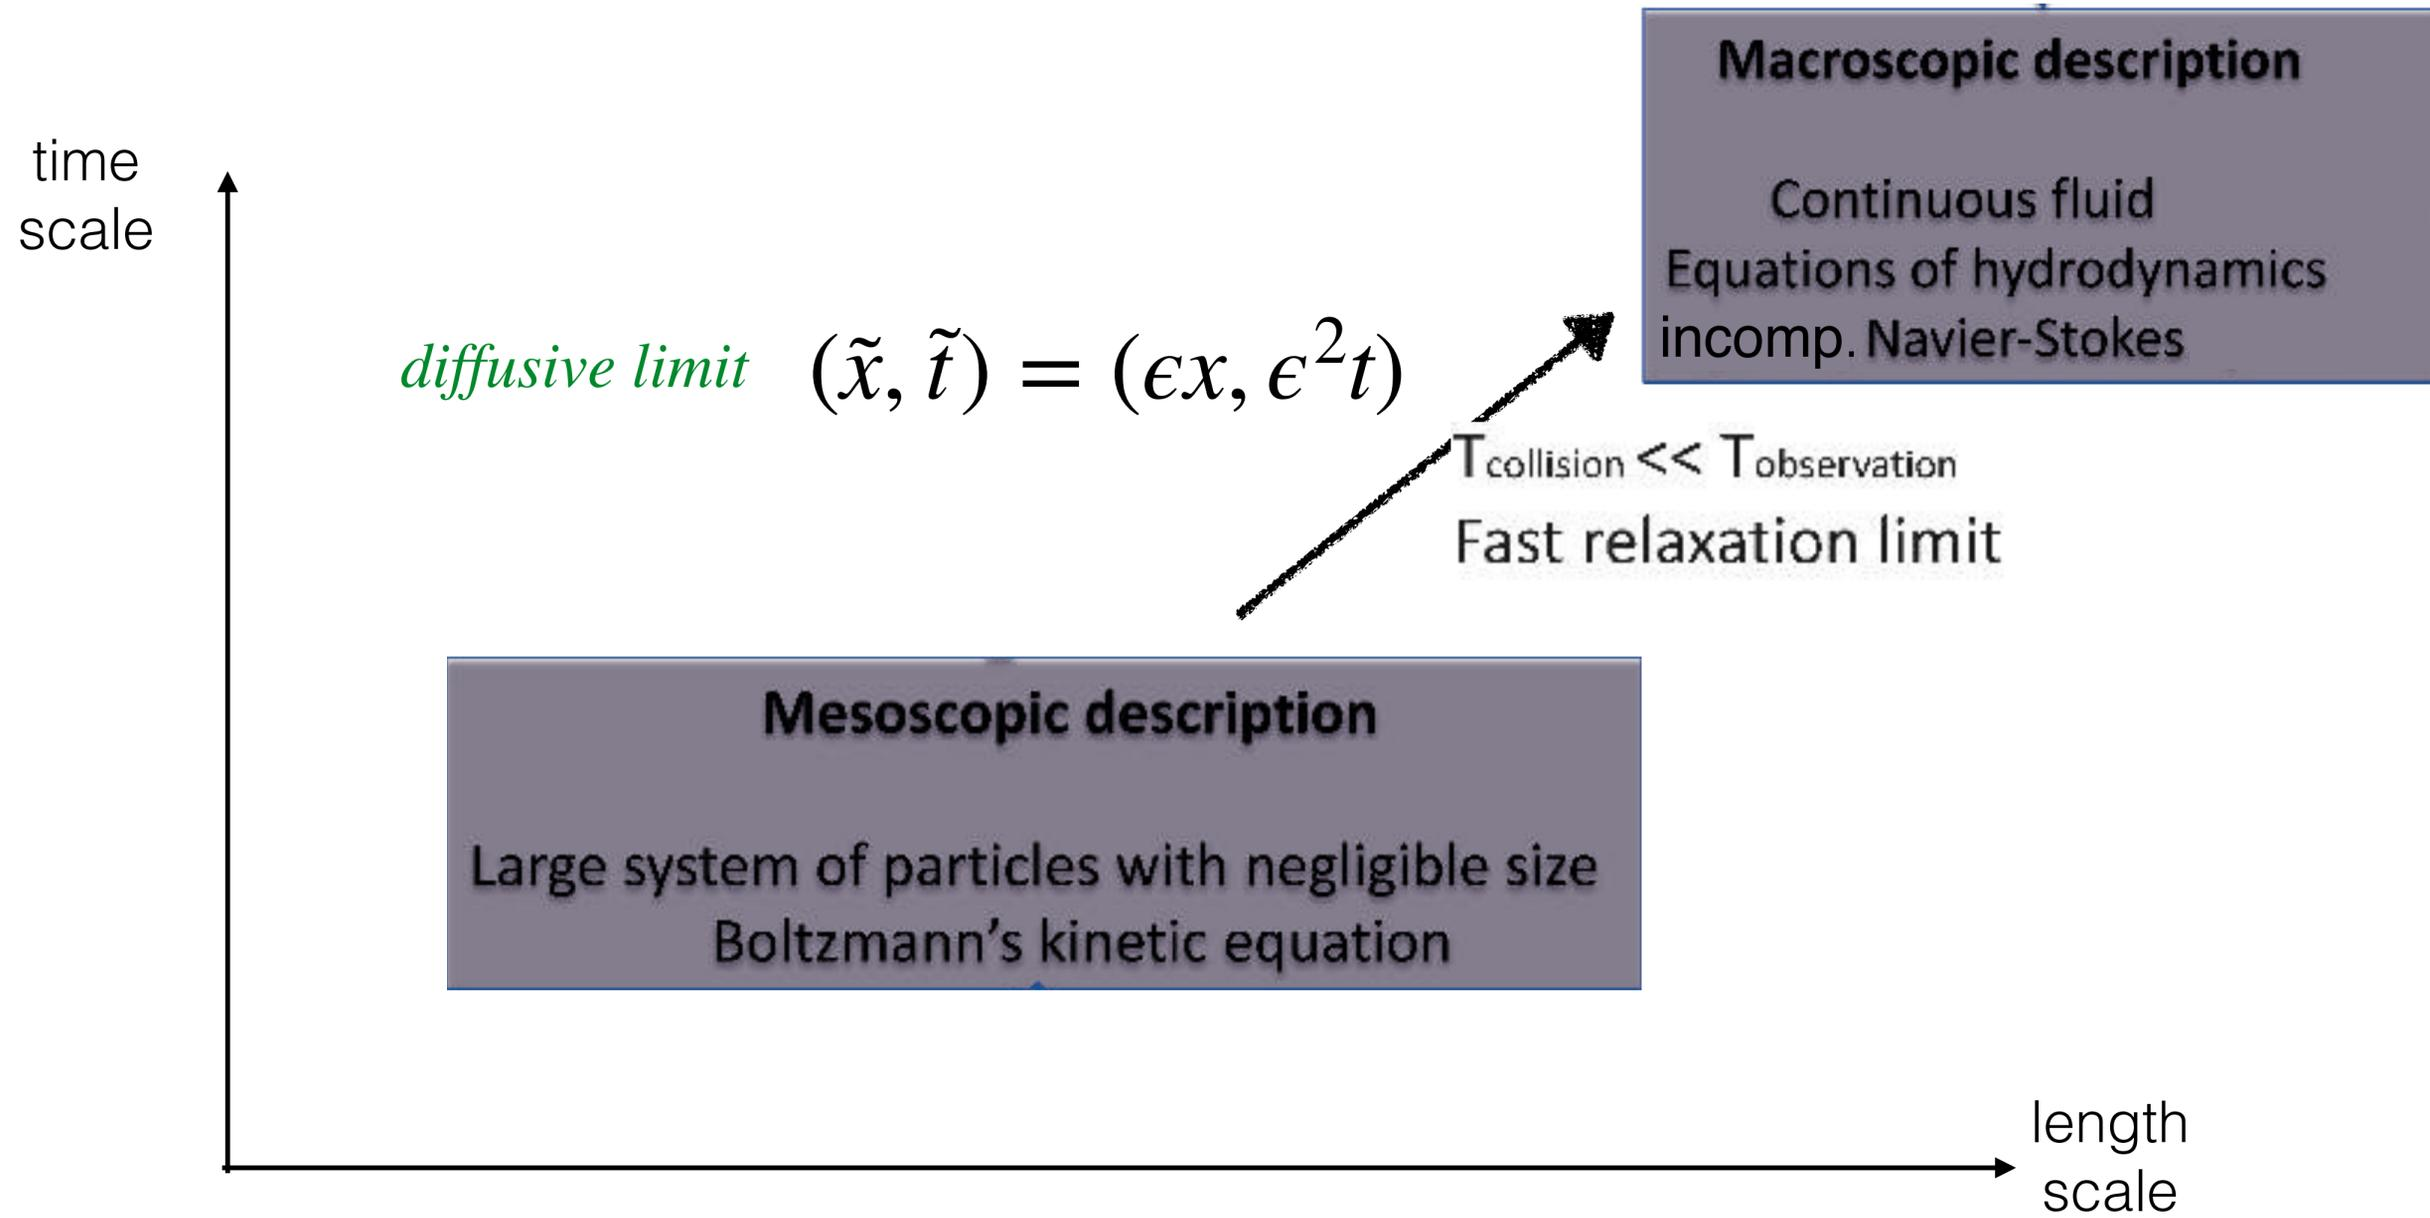 Macroscopic description
Continuous fluid
Equations of hydrodynamics
incomp. Navier-Stokes
time
scale
diffusive limit (x̃, t̃) = (ϵx, ϵ²t)
Tcollision << Tobservation
Fast relaxation limit
Mesoscopic description
Large system of particles with negligible size
Boltzmann’s kinetic equation
length
scale